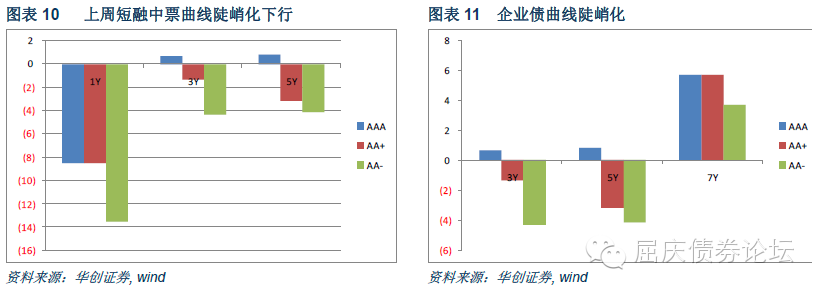 图表 10 上周短融中票曲线陡峭化下行
2
0
(2)
(4)
(6)
(8)
(10)
(12)
(14)
(16)
1Y
3Y
5Y
AAA
AA+
AA-
资料来源：华创证券, wind
图表 11 企业债曲线陡峭化
8
6
4
2
0
(2)
(4)
(6)
3Y
5Y
7Y
AAA
AA+
AA-
屈庆债券论坛
资料来源：华创证券, wind